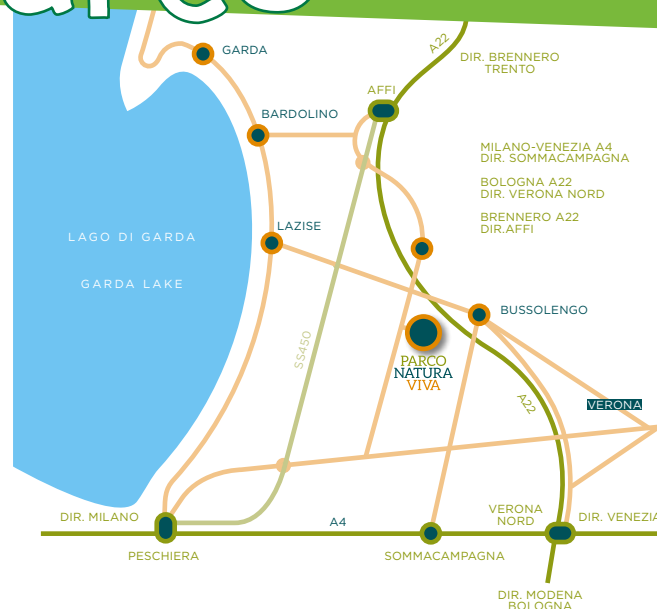 GARDA
A22
DIR. BRENNERO
TRENTO
AFFI
BARDOLINO
MILANO-VENEZIA A4
DIR. SOMMACAMPAGNA
BOLOGNA A22
DIR. VERONA NORD
BRENNERO A22
DIR.AFFI
LAGO DI GARDA
LAZISE
GARDA LAKE
BUSSOLENGO
SS450
PARCO
NATURA
VIVA
A22
VERONA
DIR. MILANO
A4
VERONA
NORD
DIR. VENEZIA
PESCHIERA
SOMMACAMPAGNA
DIR. MODENA
BOLOGNA